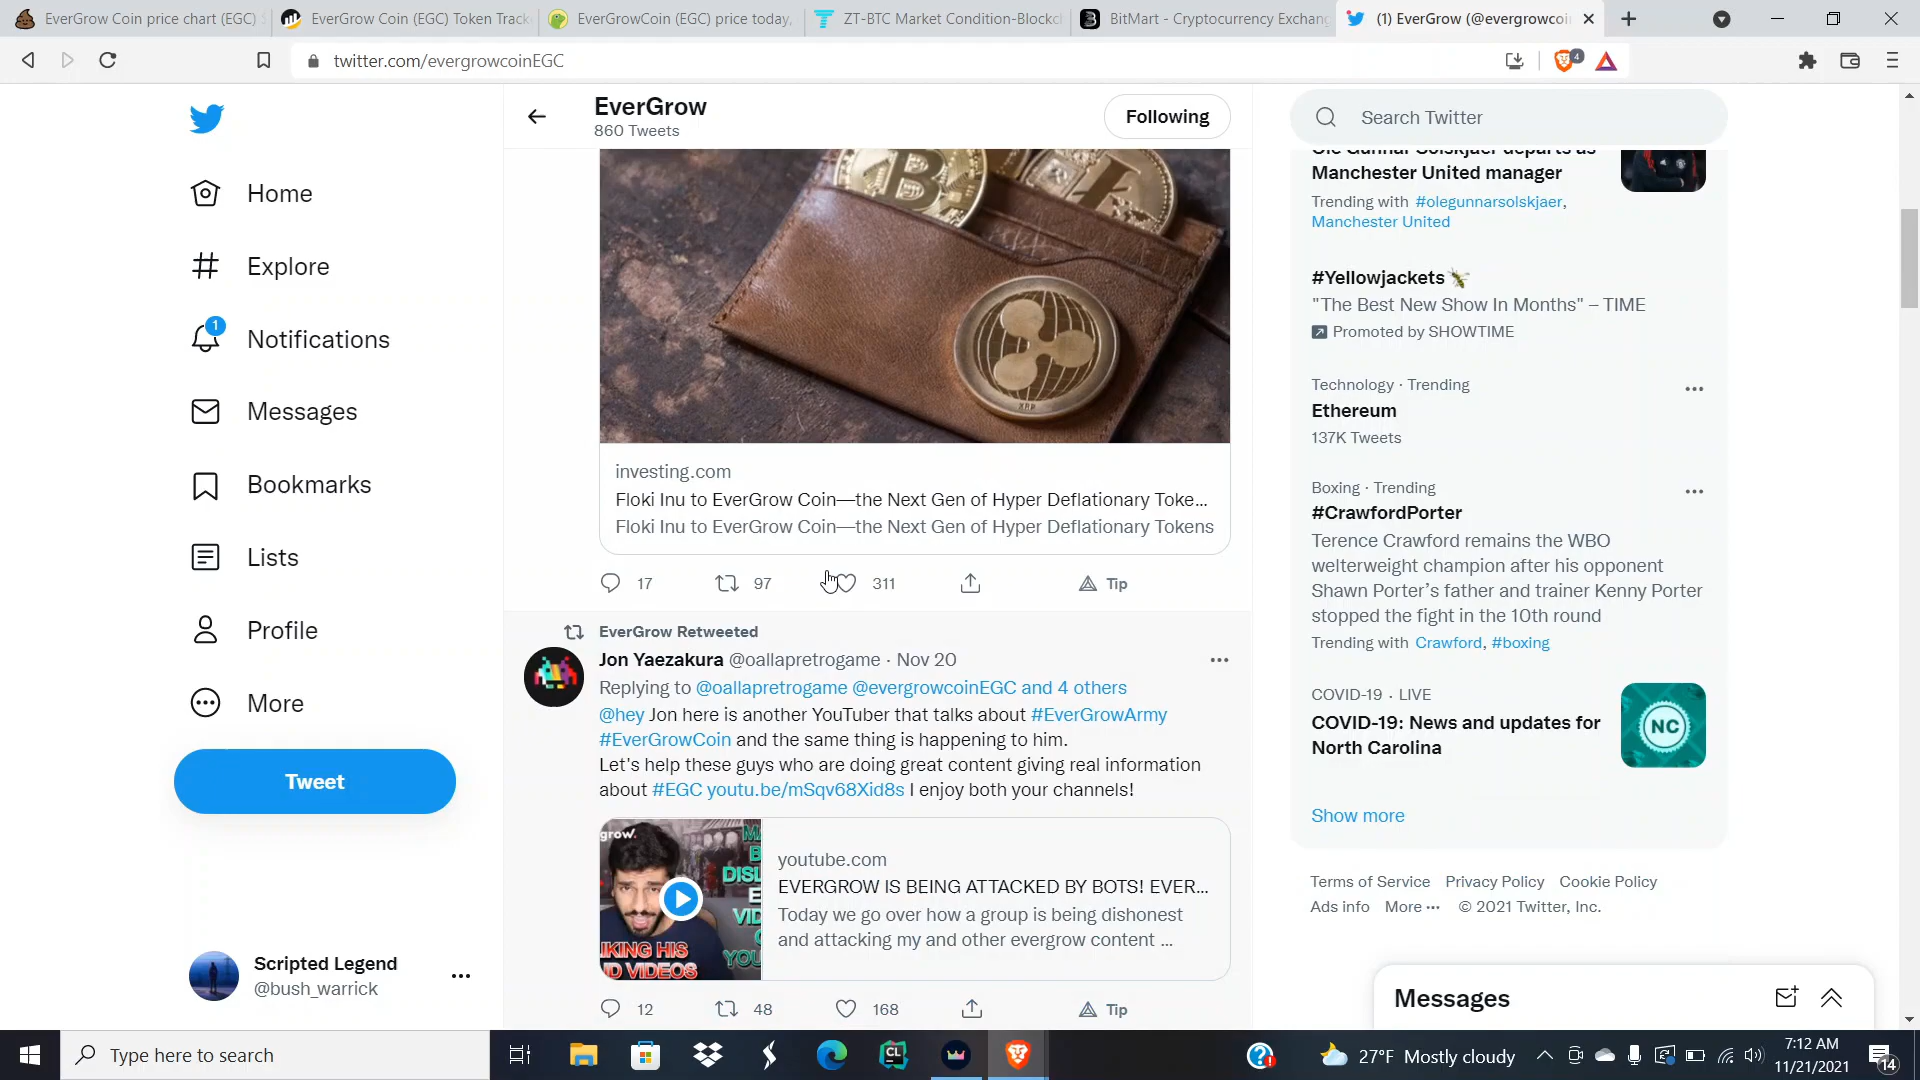 EverGrow Coin price chart (EGC)
EverGrow Coin (EGC) Token Track
EverGrowCoin (EGC) price today,
ZT-BTC Market Condition-Blockc
BitMart - Cryptocurrency Exchang
(1) EverGrow (@evergrowcoi
twitter.com/evergrowcoinEGC
4
EverGrow
860 Tweets
Following
Search Twitter
Home
Explore
1
Notifications
Messages
Bookmarks
Lists
Profile
More
Tweet
Scripted Legend
@bush_warrick
XRP
investing.com
Floki Inu to EverGrow Coin—the Next Gen of Hyper Deflationary Toke...
Floki Inu to EverGrow Coin—the Next Gen of Hyper Deflationary Tokens
17
97
311
Tip
EverGrow Retweeted
Jon Yaezakura @oallapretrogame · Nov 20
Replying to @oallapretrogame @evergrowcoinEGC and 4 others
@hey Jon here is another YouTuber that talks about #EverGrowArmy
#EverGrowCoin and the same thing is happening to him.
Let's help these guys who are doing great content giving real information
about #EGC youtu.be/mSqv68Xid8s I enjoy both your channels!
grow.
youtube.com
EVERGROW IS BEING ATTACKED BY BOTS! EVER...
Today we go over how a group is being dishonest
and attacking my and other evergrow content ...
12
48
168
Tip
Ole Gunnar Solskjaer departs as
Manchester United manager
Trending with #olegunnarsolskjaer,
Manchester United
#Yellowjackets
"The Best New Show In Months" – TIME
Promoted by SHOWTIME
Technology · Trending
Ethereum
137K Tweets
Boxing · Trending
#CrawfordPorter
Terence Crawford remains the WBO
welterweight champion after his opponent
Shawn Porter's father and trainer Kenny Porter
stopped the fight in the 10th round
Trending with Crawford, #boxing
COVID-19 · LIVE
COVID-19: News and updates for
North Carolina
NC
Show more
Terms of Service Privacy Policy Cookie Policy
Ads info More ··· © 2021 Twitter, Inc.
Messages
Type here to search
CL
27°F Mostly cloudy
7:12 AM
11/21/2021
14